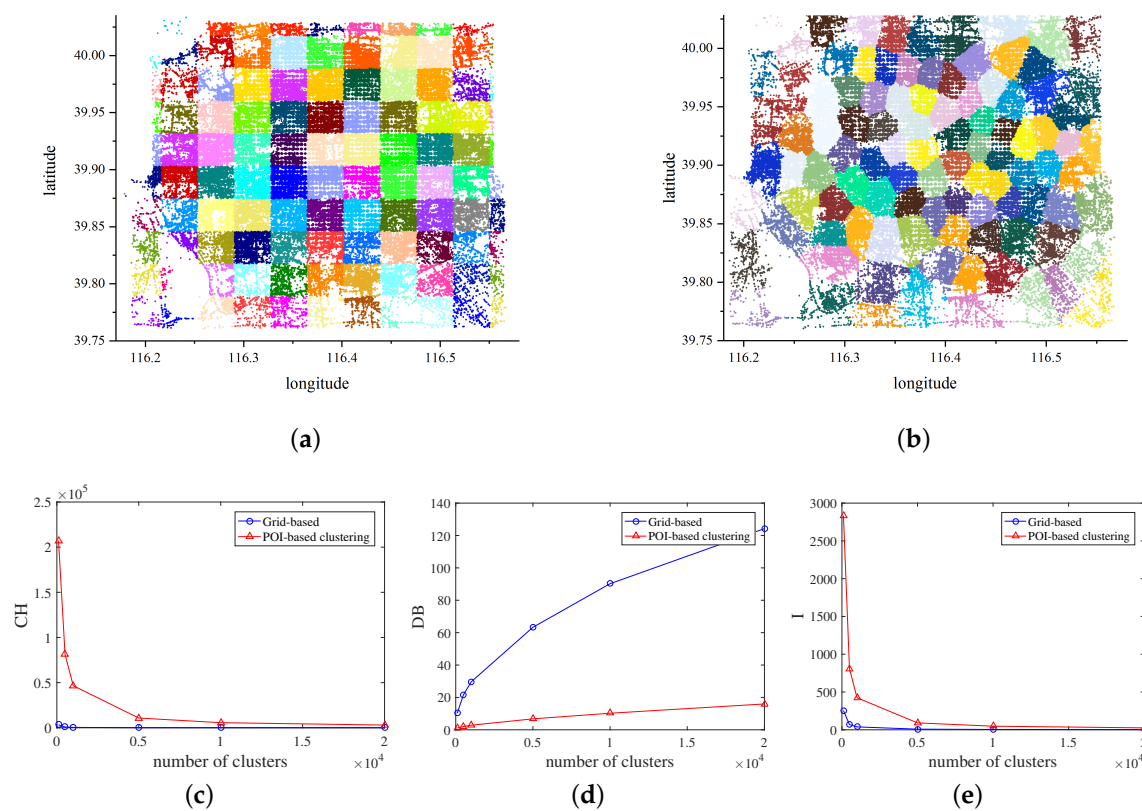 40.00
39.95
39.90
39.85
39.80
39.75
latitude
116.2 116.3 116.4 116.5
longitude
(a)
40.00
39.95
39.90
39.85
39.80
39.75
latitude
116.2 116.3 116.4 116.5
longitude
(b)
×10^5
2.5
2
1.5
1
0.5
0
CH
Grid-based
POI-based clustering
0 0.5 1 1.5 2
number of clusters
×10^4
(c)
140
120
100
80
60
40
20
0
DB
Grid-based
POI-based clustering
0 0.5 1 1.5 2
number of clusters
×10^4
(d)
3000
2500
2000
1500
1000
500
0
I
Grid-based
POI-based clustering
0 0.5 1 1.5 2
number of clusters
×10^4
(e)